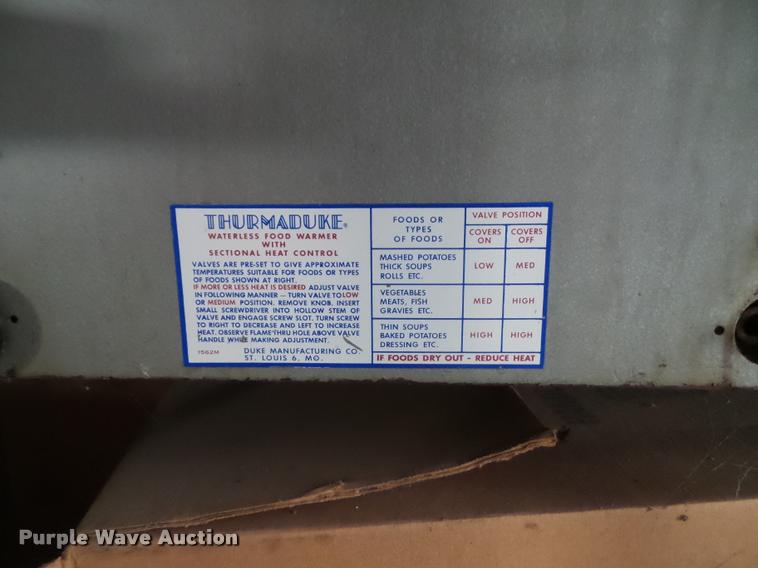 THURMADUKE®
WATERLESS FOOD WARMER
WITH
SECTIONAL HEAT CONTROL
VALVES ARE PRE-SET TO GIVE APPROXIMATE
TEMPERATURES SUITABLE FOR FOODS OR TYPES
OF FOODS SHOWN AT RIGHT.
IF MORE OR LESS HEAT IS DESIRED ADJUST VALVE
IN FOLLOWING MANNER — TURN VALVE TO LOW
OR MEDIUM POSITION. REMOVE KNOB, INSERT
SMALL SCREWDRIVER INTO HOLLOW STEM OF
VALVE AND ENGAGE SCREW SLOT. TURN SCREW
TO RIGHT TO DECREASE AND LEFT TO INCREASE
HEAT. OBSERVE FLAME THRU HOLE ABOVE VALVE
HANDLE WHILE MAKING ADJUSTMENT.
1562M
DUKE MANUFACTURING CO.
ST. LOUIS 6, MO.
FOODS OR
TYPES
OF FOODS
VALVE POSITION
COVERS
ON
COVERS
OFF
MASHED POTATOES
THICK SOUPS
ROLLS ETC.
LOW
MED
VEGETABLES
MEATS, FISH
GRAVIES ETC.
MED
HIGH
THIN SOUPS
BAKED POTATOES
DRESSING ETC.
HIGH
HIGH
IF FOODS DRY OUT - REDUCE HEAT
Purple Wave Auction